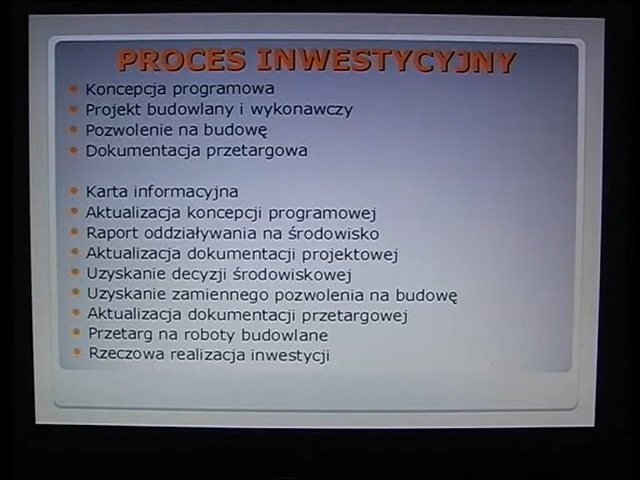 PROCES INWESTYCYJNY
Koncepcja programowa
Projekt budowlany i wykonawczy
Pozwolenie na budowę
Dokumentacja przetargowa
Karta informacyjna
Aktualizacja koncepcji programowej
Raport oddziaływania na środowisko
Aktualizacja dokumentacji projektowej
Uzyskanie decyzji środowiskowej
Uzyskanie zamiennego pozwolenia na budowę
Aktualizacja dokumentacji przetargowej
Przetarg na roboty budowlane
Rzeczowa realizacja inwestycji